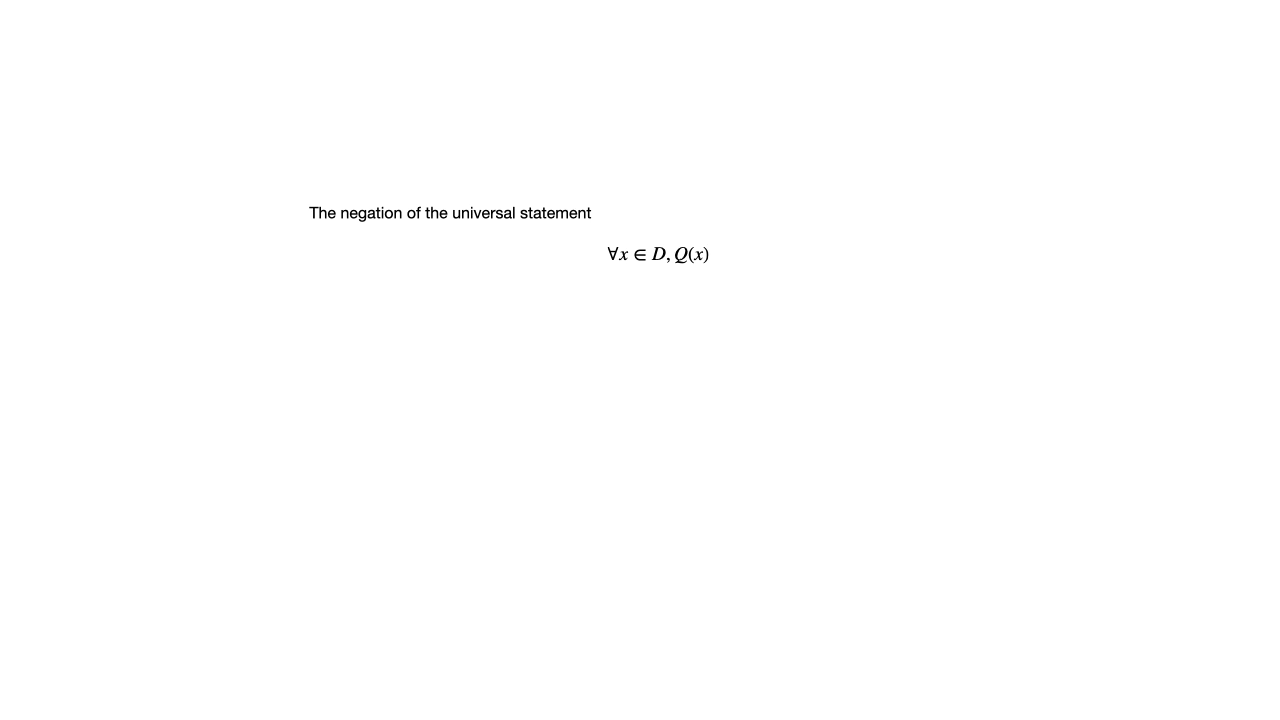 The negation of the universal statement
∀x ∈ D, Q(x)